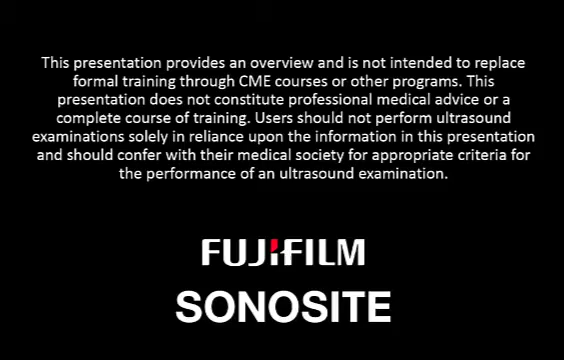 This presentation provides an overview and is not intended to replace
formal training through CME courses or other programs. This
presentation does not constitute professional medical advice or a
complete course of training. Users should not perform ultrasound
examinations solely in reliance upon the information in this presentation
and should confer with their medical society for appropriate criteria for
the performance of an ultrasound examination.
FUJIFILM
SONOSITE